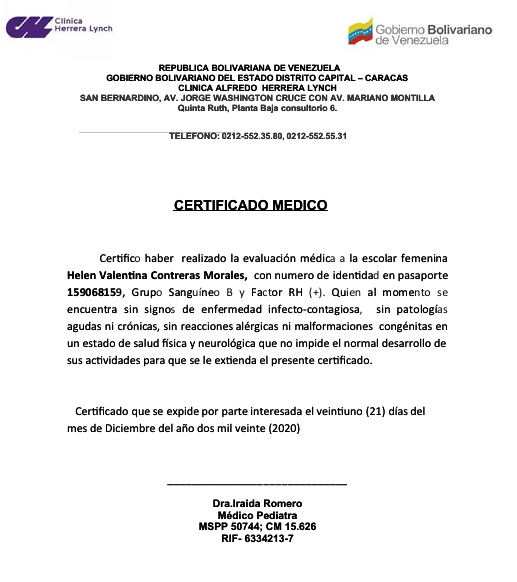 Clinica
Herrera Lynch
Gobierno Bolivariano
de Venezuela
REPUBLICA BOLIVARIANA DE VENEZUELA
GOBIERNO BOLIVARIANO DEL ESTADO DISTRITO CAPITAL – CARACAS
CLINICA ALFREDO HERRERA LYNCH
SAN BERNARDINO, AV. JORGE WASHINGTON CRUCE CON AV. MARIANO MONTILLA
Quinta Ruth, Planta Baja consultorio 6.
TELEFONO: 0212-552.35.80, 0212-552.55.31
CERTIFICADO MEDICO
Certifico haber realizado la evaluación médica a la escolar femenina
Helen Valentina Contreras Morales, con numero de identidad en pasaporte
159068159, Grupo Sanguíneo B y Factor RH (+). Quien al momento se
encuentra sin signos de enfermedad infecto-contagiosa, sin patologías
agudas ni crónicas, sin reacciones alérgicas ni malformaciones congénitas en
un estado de salud física y neurológica que no impide el normal desarrollo de
sus actividades para que se le extienda el presente certificado.
Certificado que se expide por parte interesada el veintiuno (21) días del
mes de Diciembre del año dos mil veinte (2020)
Dra.Iraida Romero
Médico Pediatra
MSPP 50744; CM 15.626
RIF- 6334213-7